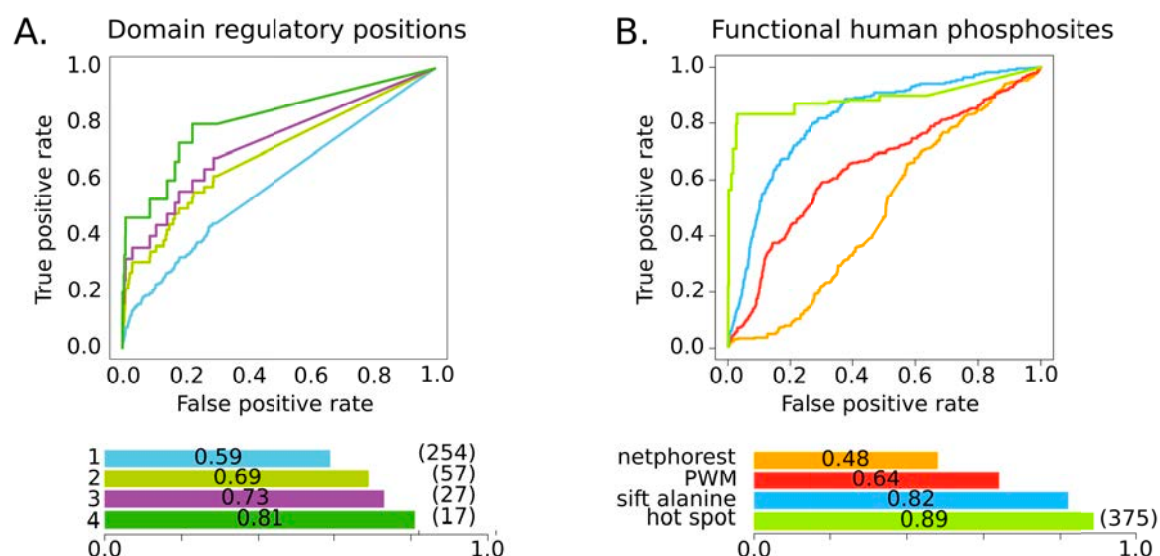 A. Domain regulatory positions
1.0
0.8
0.6
0.4
0.2
0.0
True positive rate
0.0 0.2 0.4 0.6 0.8 1.0
False positive rate
1 0.59 (254)
2 0.69 (57)
3 0.73 (27)
4 0.81 (17)
0.0 1.0
B. Functional human phosphosites
1.0
0.8
0.6
0.4
0.2
0.0
True positive rate
0.0 0.2 0.4 0.6 0.8 1.0
False positive rate
netphorest 0.48
PWM 0.64
sift alanine 0.82
hot spot 0.89 (375)
0.0 1.0